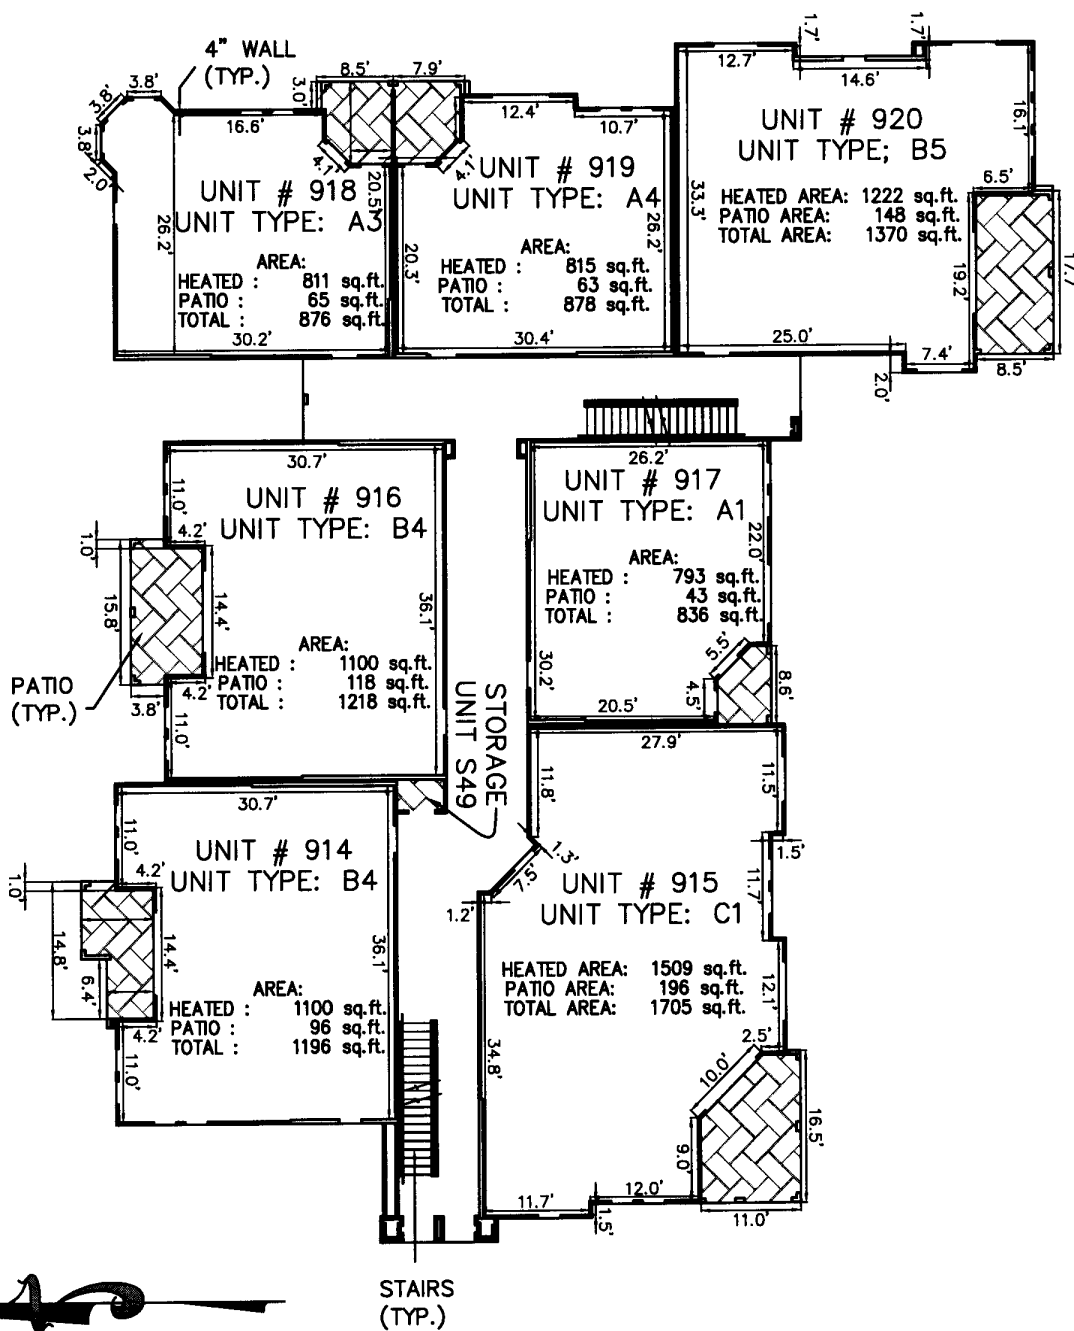 4" WALL
(TYP.)
3.8'
3.8'
3.8'
2.0'
16.6'
3.0'
8.5'
7.9'
4.1'
4.1'
20.5'
26.2'
UNIT # 918
UNIT TYPE: A3
AREA:
HEATED : 811 sq.ft.
PATIO : 65 sq.ft.
TOTAL : 876 sq.ft.
30.2'
12.4'
10.7'
UNIT # 919
UNIT TYPE: A4
26.2'
20.3'
AREA:
HEATED : 815 sq.ft.
PATIO : 63 sq.ft.
TOTAL : 878 sq.ft.
30.4'
1.7'
1.7'
12.7'
14.6'
16.1'
UNIT # 920
UNIT TYPE; B5
6.5'
33.3'
HEATED AREA: 1222 sq.ft.
PATIO AREA: 148 sq.ft.
TOTAL AREA: 1370 sq.ft.
19.2'
17.7
25.0'
7.4'
8.5'
2.0'
30.7'
11.0'
UNIT # 916
UNIT TYPE: B4
4.2'
1.0'
15.8'
14.4'
36.1'
AREA:
HEATED : 1100 sq.ft.
PATIO : 118 sq.ft.
TOTAL : 1218 sq.ft.
4.2'
3.8'
11.0'
PATIO
(TYP.)
26.2'
UNIT # 917
UNIT TYPE: A1
22.0'
AREA:
HEATED : 793 sq.ft.
PATIO : 43 sq.ft.
TOTAL : 836 sq.ft.
5.5'
30.2'
4.5'
8.6'
20.5'
STORAGE
UNIT S49
30.7'
11.0'
UNIT # 914
UNIT TYPE: B4
4.2'
1.0'
14.8'
14.4'
6.4'
36.1'
AREA:
HEATED : 1100 sq.ft.
PATIO : 96 sq.ft.
TOTAL : 1196 sq.ft.
4.2'
11.0'
27.9'
11.8'
11.5'
1.5'
1.3'
7.5'
11.7'
UNIT # 915
UNIT TYPE: C1
1.2'
HEATED AREA: 1509 sq.ft.
PATIO AREA: 196 sq.ft.
TOTAL AREA: 1705 sq.ft.
12.1'
2.5'
34.8'
10.0'
16.5'
9.0'
11.7'
12.0'
11.0'
1.5'
STAIRS
(TYP.)